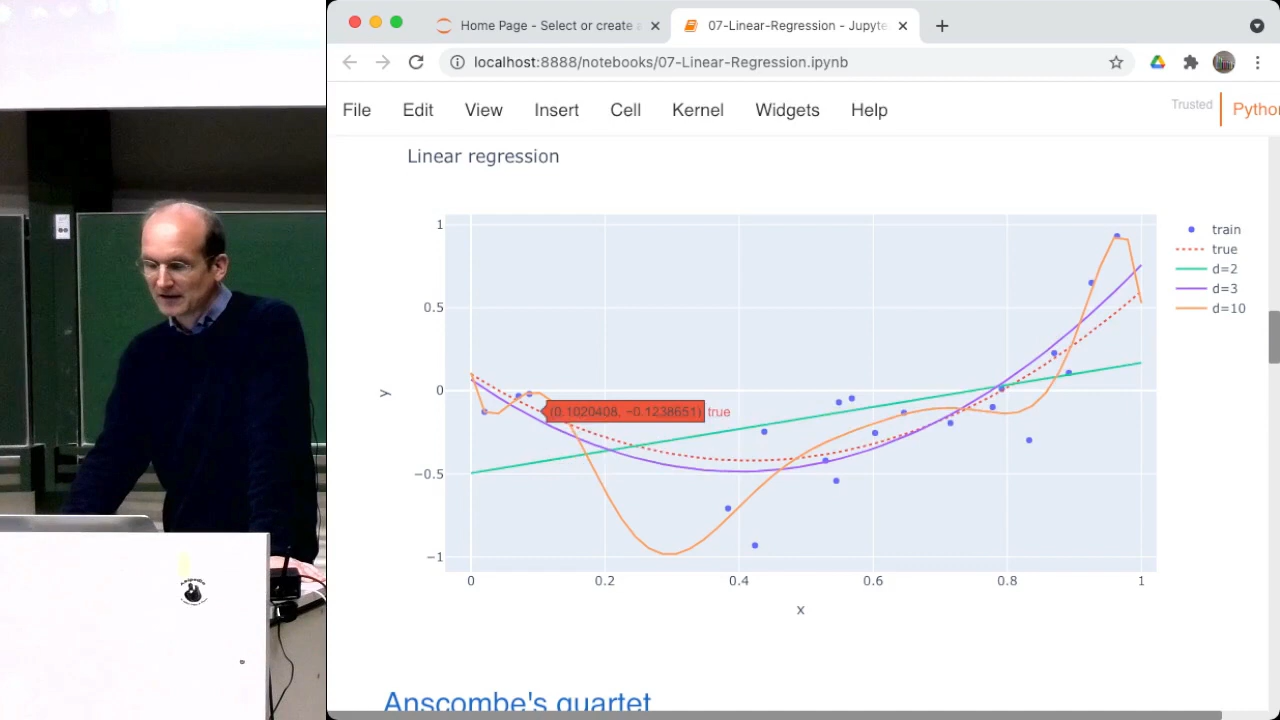 Home Page - Select or create a
07-Linear-Regression - Jupyte
localhost:8888/notebooks/07-Linear-Regression.ipynb
File Edit View Insert Cell Kernel Widgets Help Trusted Pytho
Linear regression
1
0.5
0
−0.5
−1
y
(0.1020408, −0.1238651) true
0 0.2 0.4 0.6 0.8 1
x
train
true
d=2
d=3
d=10
Anscombe's quartet